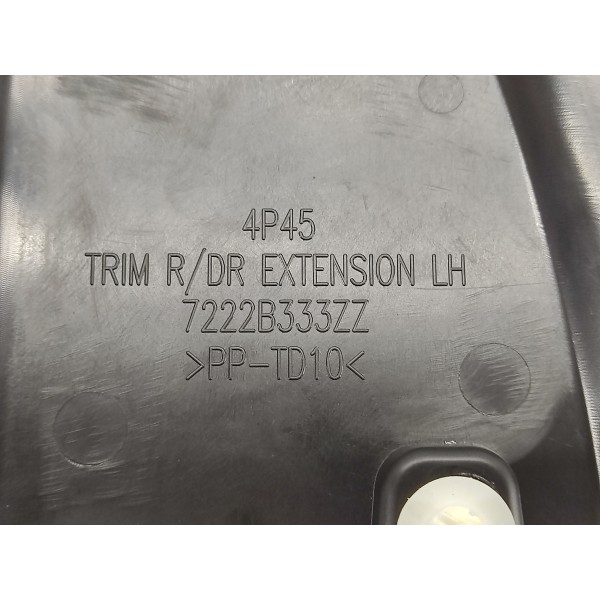 4P45
TRIM R/DR EXTENSION LH
7222B333ZZ
>PP-TD10<